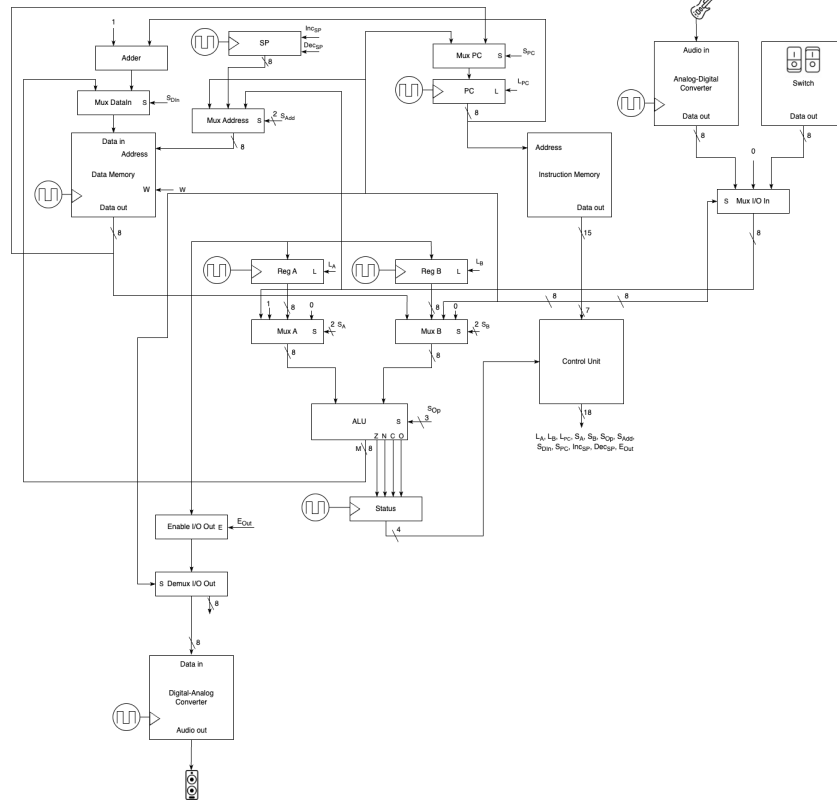 1
Adder
Mux DataIn S
S_DIn
Data in
Address
Data Memory
W
W
Data out
8
SP
Inc_SP
Dec_SP
8
Mux Address S
2 S_Add
8
Mux PC S
S_PC
PC L
L_PC
8
Address
Instruction Memory
Data out
15
Audio in
Analog-Digital
Converter
Data out
8
Switch
Data out
8
0
S Mux I/O In
8
Reg A L
L_A
Reg B L
L_B
1
8
0
Mux A S
2 S_A
8
8
0
Mux B S
2 S_B
8
8
8
7
Control Unit
18
L_A, L_B, L_PC, S_A, S_B, S_Op, S_Add,
S_DIn, S_PC, Inc_SP, Dec_SP, E_Out
ALU S
S_Op
3
Z N C O
M 8
Status
4
Enable I/O Out E
E_Out
S Demux I/O Out
8
8
Data in
Digital-Analog
Converter
Audio out